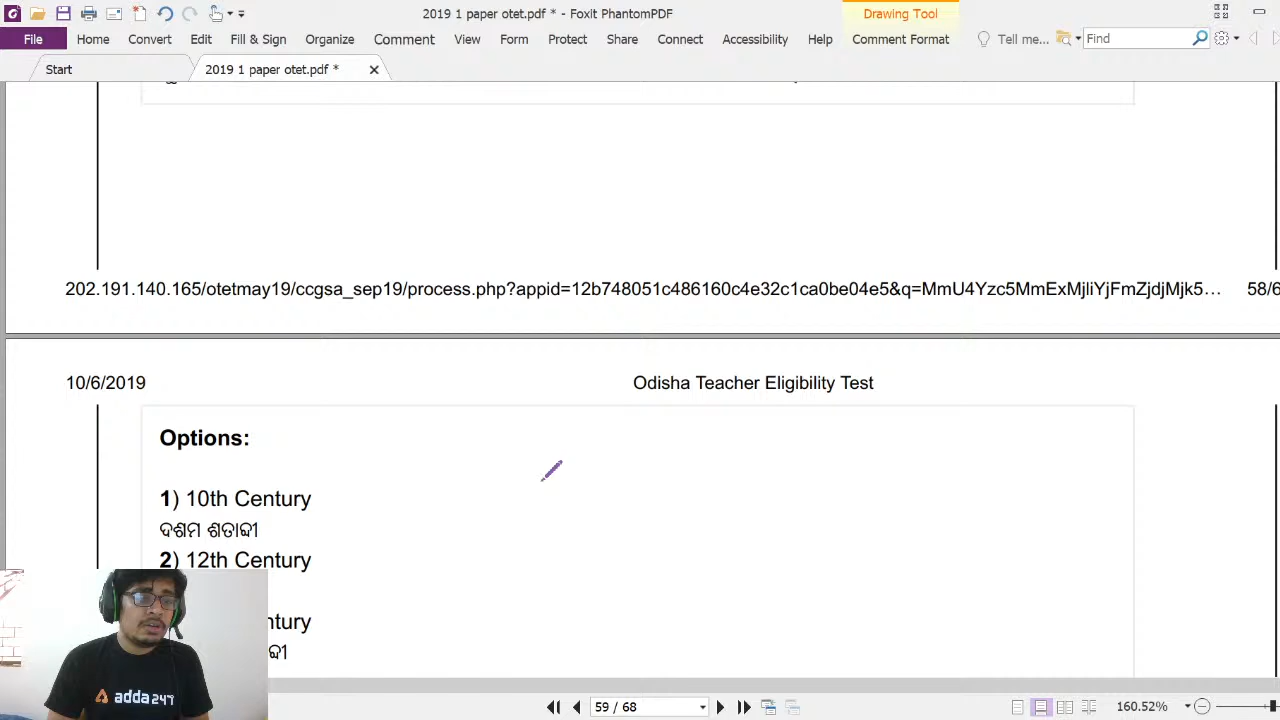 2019 1 paper otet.pdf * - Foxit PhantomPDF
Drawing Tool
File Home Convert Edit Fill & Sign Organize Comment View Form Protect Share Connect Accessibility Help Comment Format Tell me... Find
Start
2019 1 paper otet.pdf *
202.191.140.165/otetmay19/ccgsa_sep19/process.php?appid=12b748051c486160c4e32c1ca0be04e5&q=MmU4Yzc5MmExMjliYjFmZjdjMjk5... 58/6
10/6/2019
Odisha Teacher Eligibility Test
Options:
1) 10th Century
ଦଶମ ଶତାବ୍ଦୀ
2) 12th Century
ntury
adda247
59 / 68
160.52%